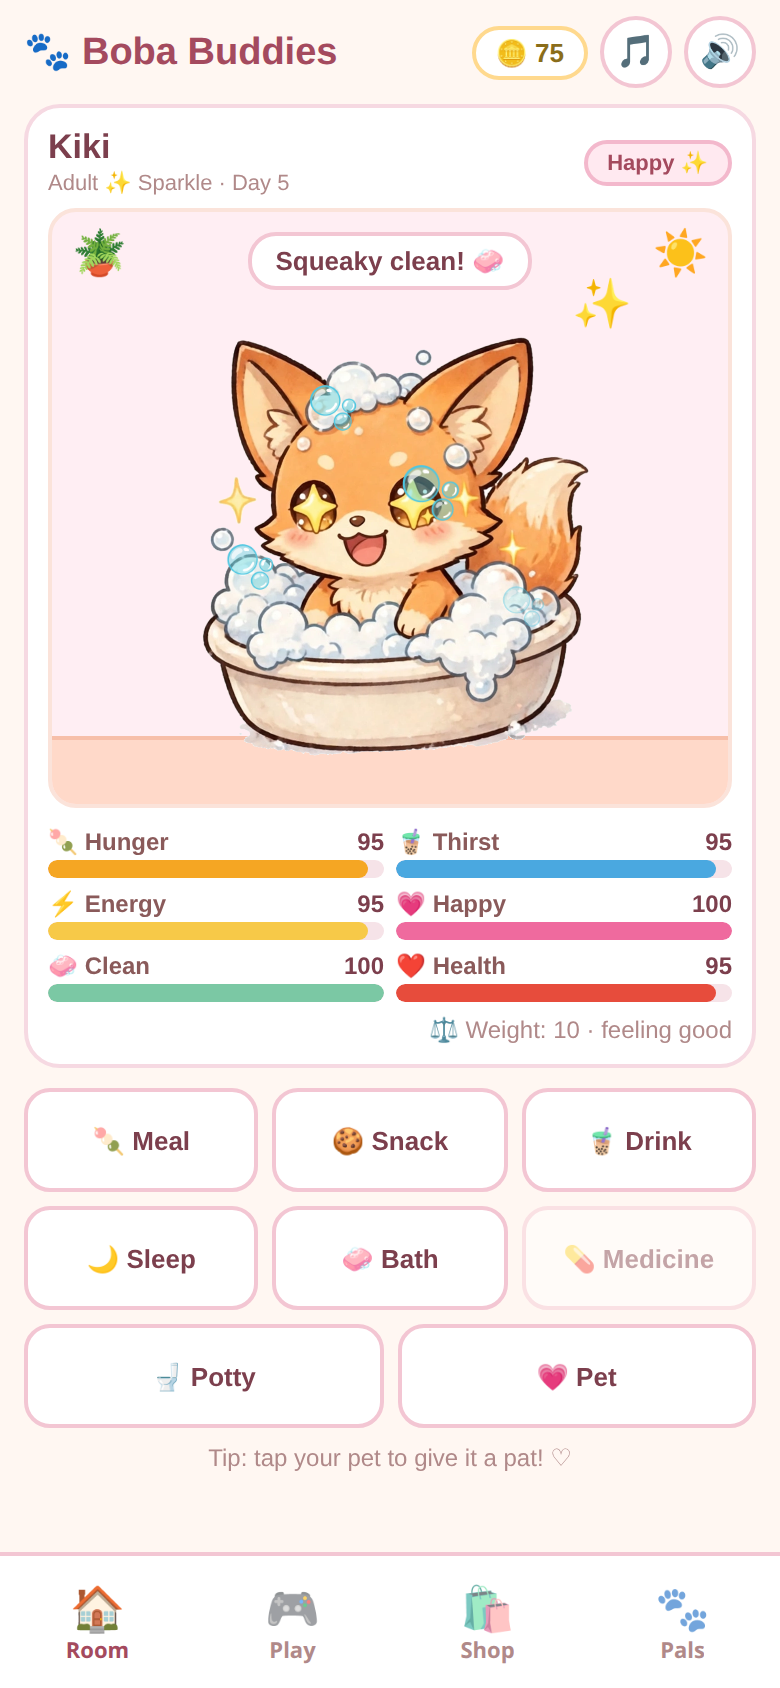 Boba Buddies
75
Kiki
Adult ✨ Sparkle · Day 5
Happy ✨
Squeaky clean! 🧼
Hunger 95
Thirst 95
Energy 95
Happy 100
Clean 100
Health 95
Weight: 10 · feeling good
Meal
Snack
Drink
Sleep
Bath
Medicine
Potty
Pet
Tip: tap your pet to give it a pat! ♡
Room
Play
Shop
Pals